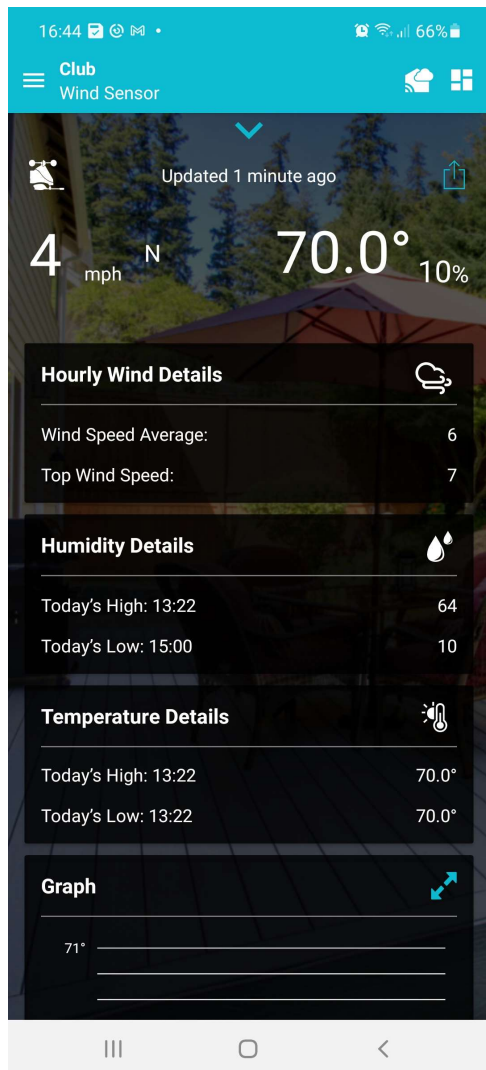 16:44
66%
Club
Wind Sensor
Updated 1 minute ago
4 mph N 70.0° 10%
Hourly Wind Details
Wind Speed Average: 6
Top Wind Speed: 7
Humidity Details
Today's High: 13:22 64
Today's Low: 15:00 10
Temperature Details
Today's High: 13:22 70.0°
Today's Low: 13:22 70.0°
Graph
71°